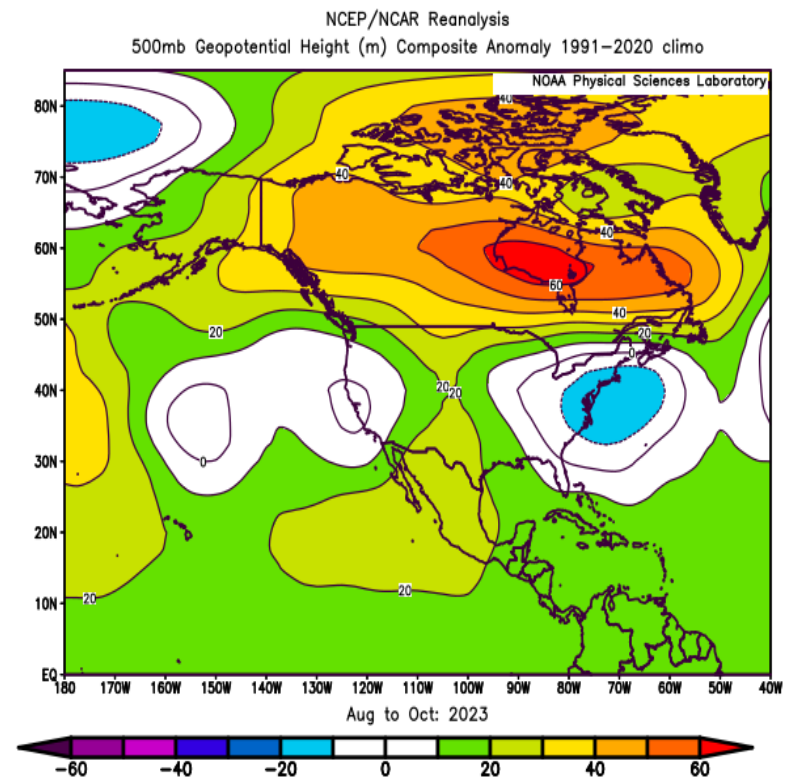 NCEP/NCAR Reanalysis
500mb Geopotential Height (m) Composite Anomaly 1991-2020 climo
NOAA Physical Sciences Laboratory
80N
70N
60N
50N
40N
30N
20N
10N
EQ
40
40
40
40
60
40
20
20
0
20
20
0
20
20
180 170W 160W 150W 140W 130W 120W 110W 100W 90W 80W 70W 60W 50W 40W
Aug to Oct: 2023
-60 -40 -20 0 20 40 60